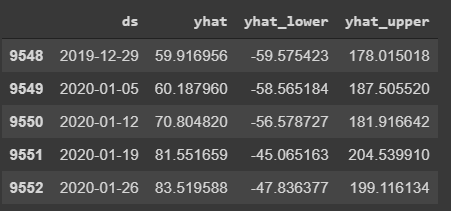 ds yhat yhat_lower yhat_upper
9548 2019-12-29 59.916956 -59.575423 178.015018
9549 2020-01-05 60.187960 -58.565184 187.505520
9550 2020-01-12 70.804820 -56.578727 181.916642
9551 2020-01-19 81.551659 -45.065163 204.539910
9552 2020-01-26 83.519588 -47.836377 199.116134